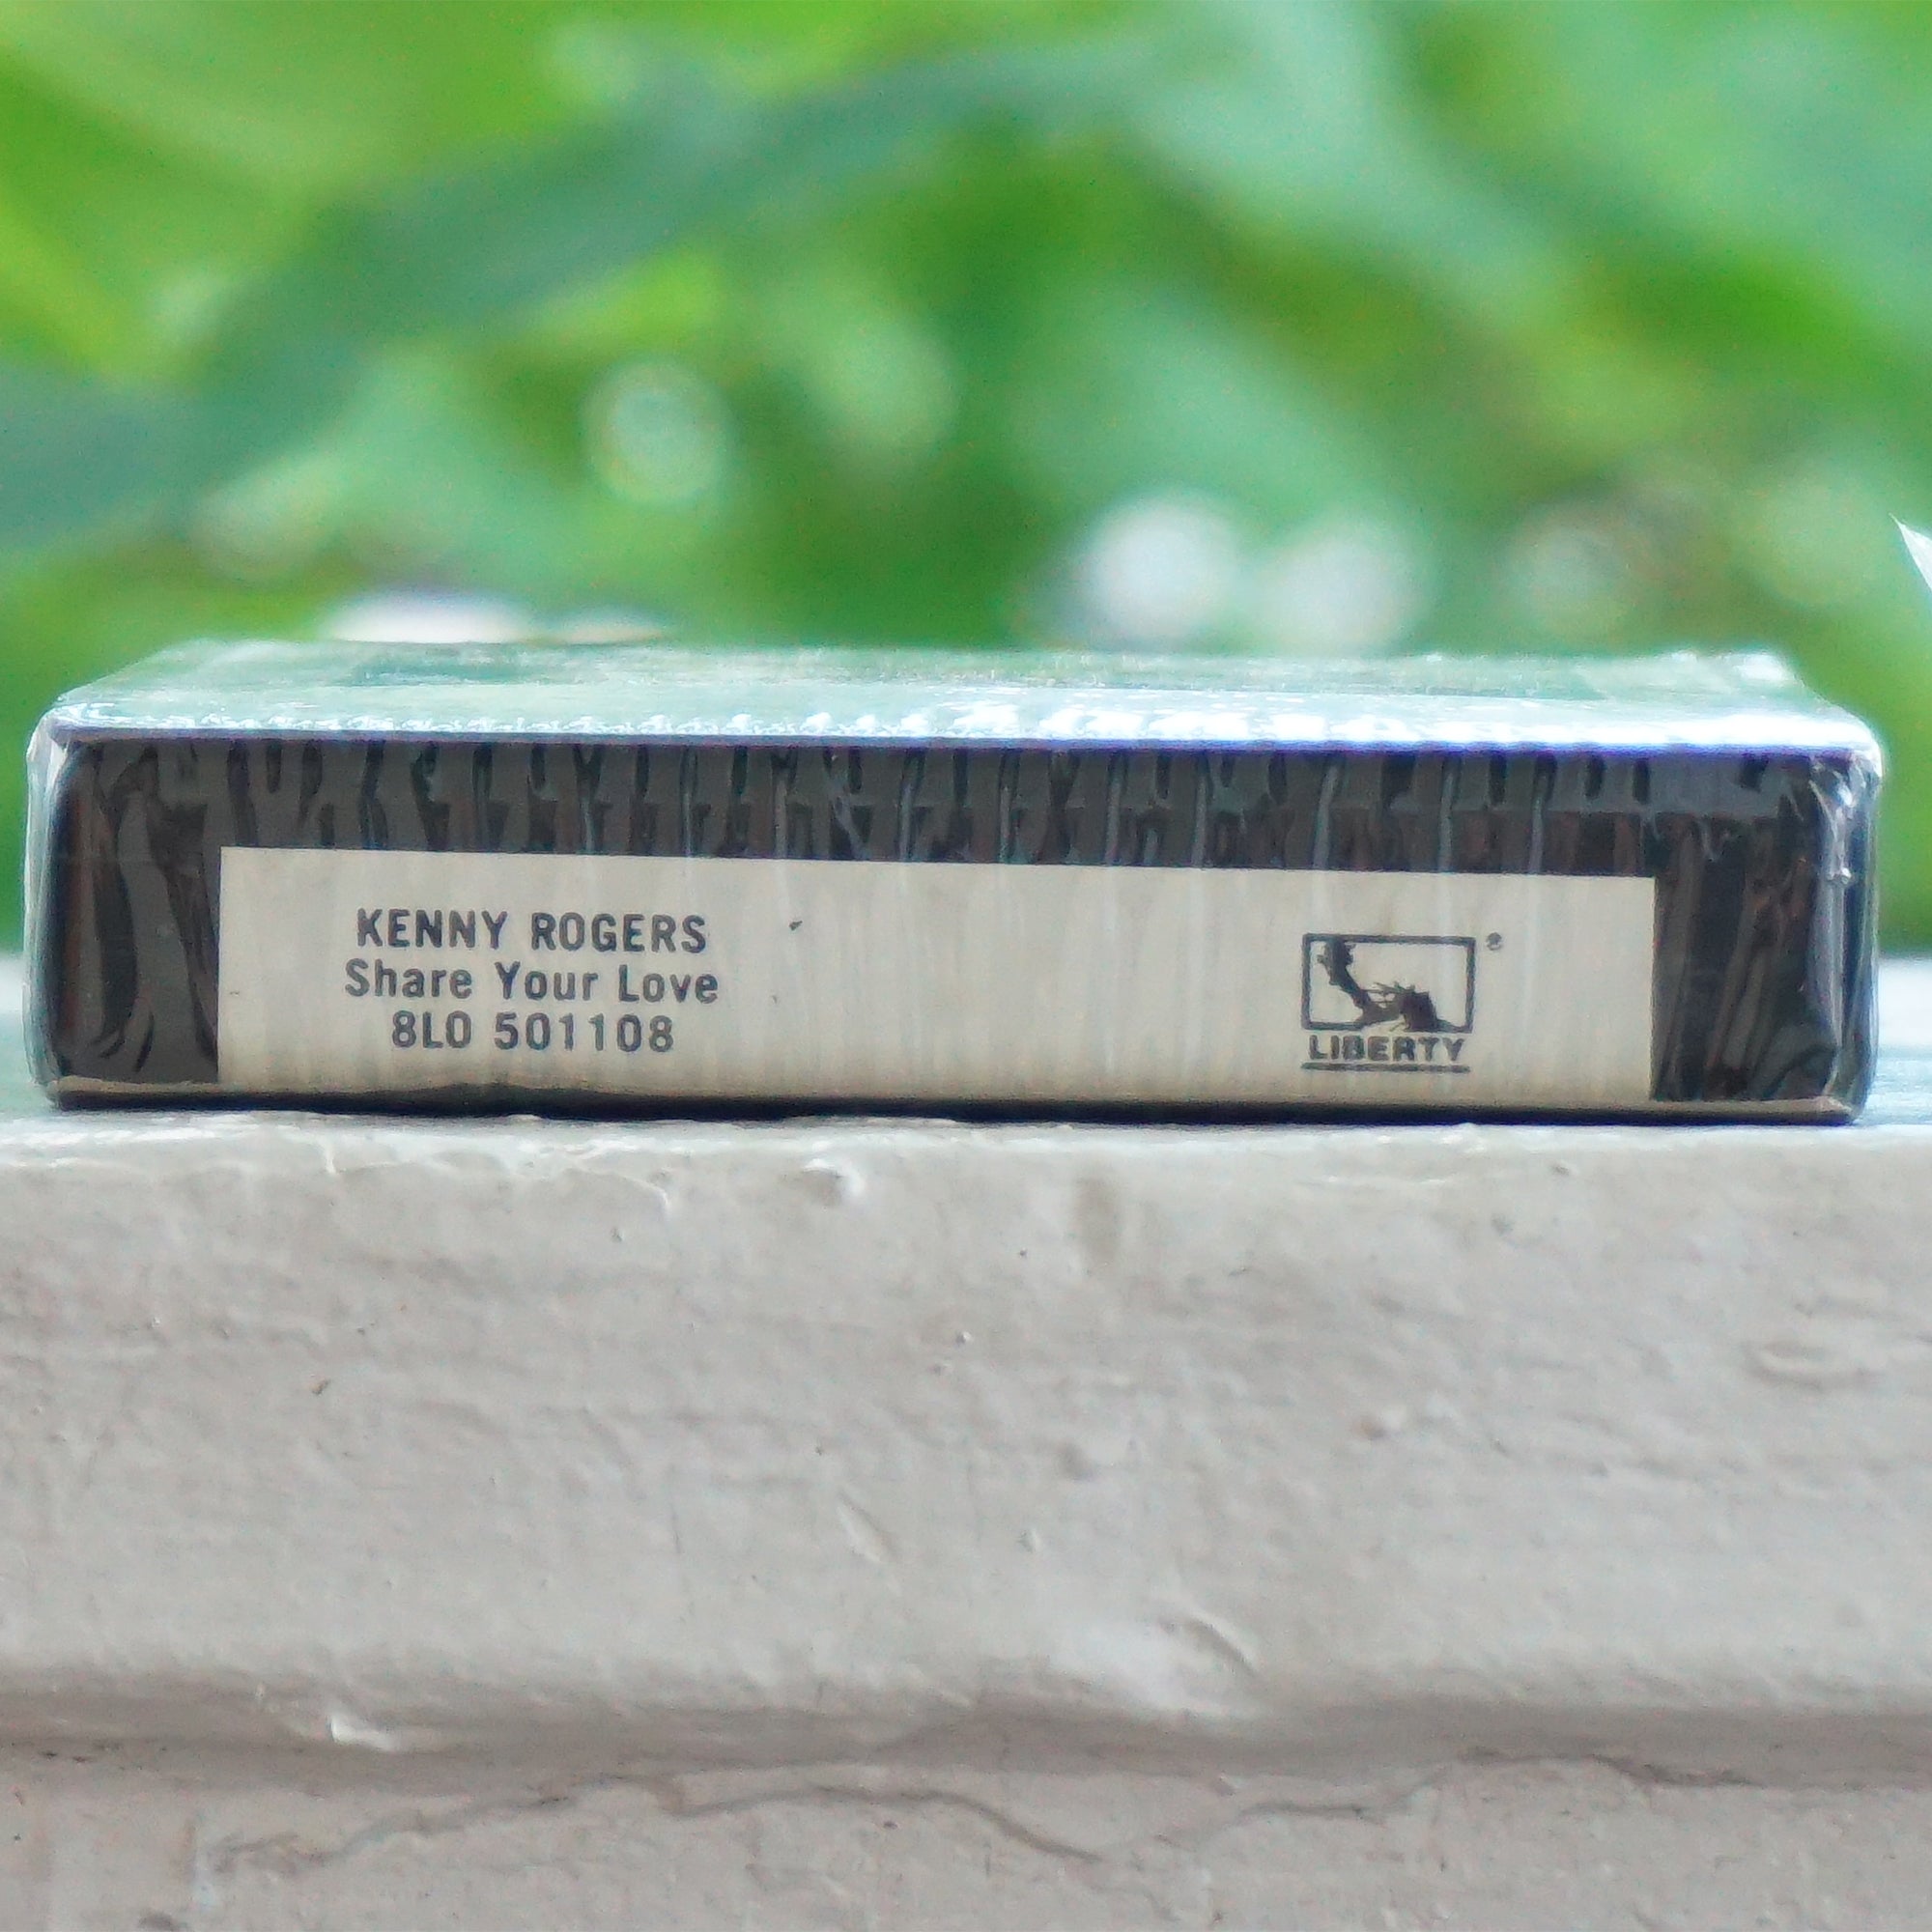 KENNY ROGERS
Share Your Love
8LO 501108
®
LIBERTY